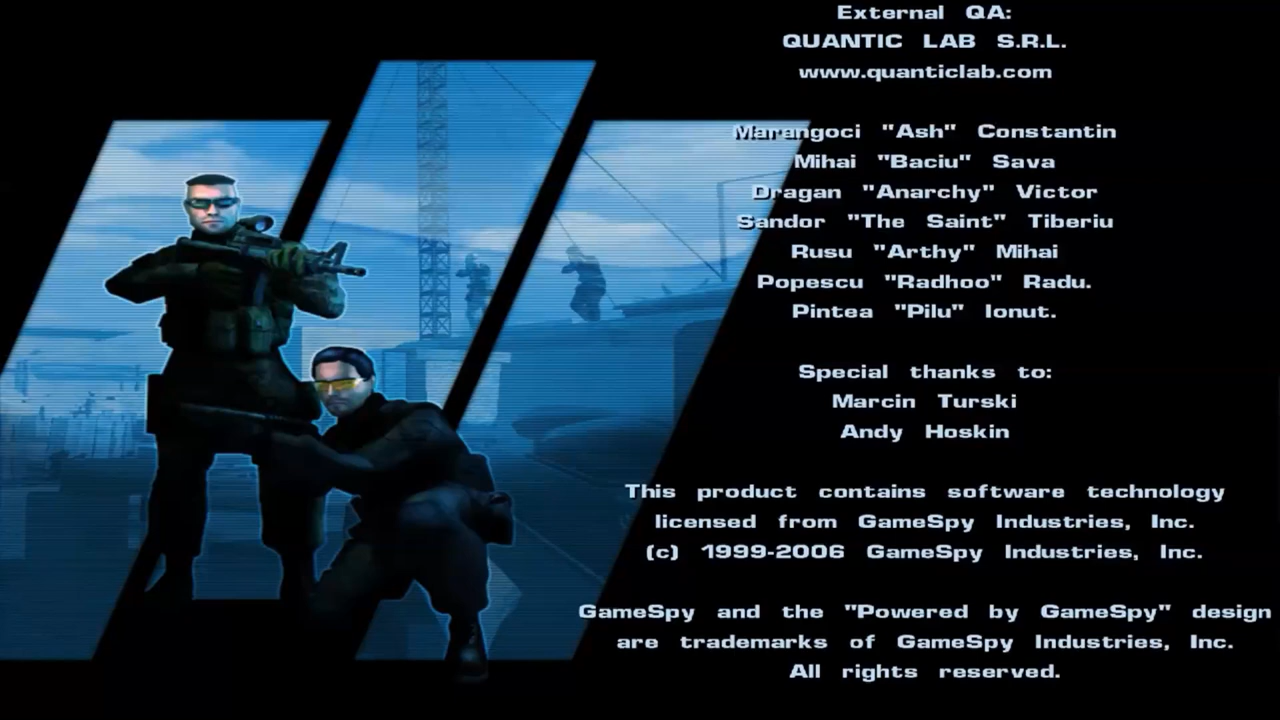 External QA:
QUANTIC LAB S.R.L.
www.quanticlab.com
Marangoci "Ash" Constantin
Mihai "Baciu" Sava
Dragan "Anarchy" Victor
Sandor "The Saint" Tiberiu
Rusu "Arthy" Mihai
Popescu "Radhoo" Radu.
Pintea "Pilu" Ionut.
Special thanks to:
Marcin Turski
Andy Hoskin
This product contains software technology
licensed from GameSpy Industries, Inc.
(c) 1999-2006 GameSpy Industries, Inc.
GameSpy and the "Powered by GameSpy" design
are trademarks of GameSpy Industries, Inc.
All rights reserved.